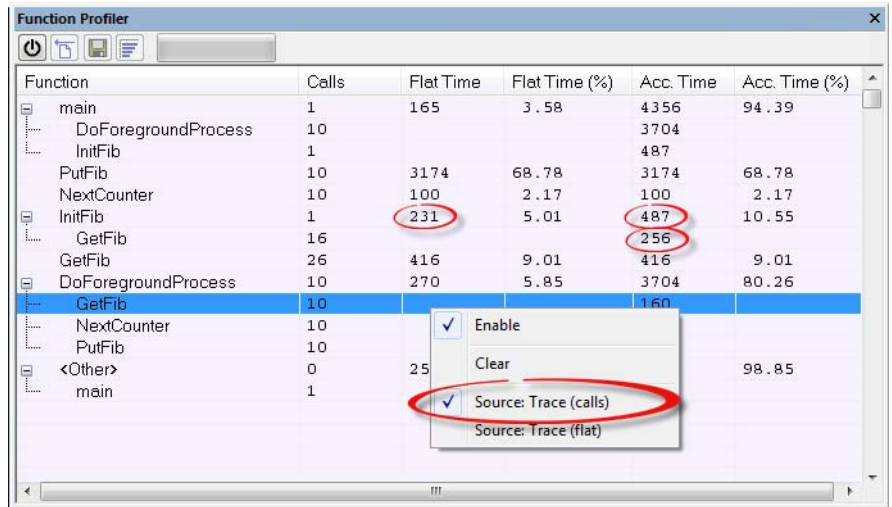 Function Profiler
Function Calls Flat Time Flat Time (%) Acc. Time Acc. Time (%)
main 1 165 3.58 4356 94.39
DoForegroundProcess 10 3704
InitFib 1 487
PutFib 10 3174 68.78 3174 68.78
NextCounter 10 100 2.17 100 2.17
InitFib 1 231 5.01 487 10.55
GetFib 16 256
GetFib 26 416 9.01 416 9.01
DoForegroundProcess 10 270 5.85 3704 80.26
GetFib 10 160
NextCounter 10
PutFib 10
<Other> 0 25 98.85
main 1
Enable
Clear
Source: Trace (calls)
Source: Trace (flat)